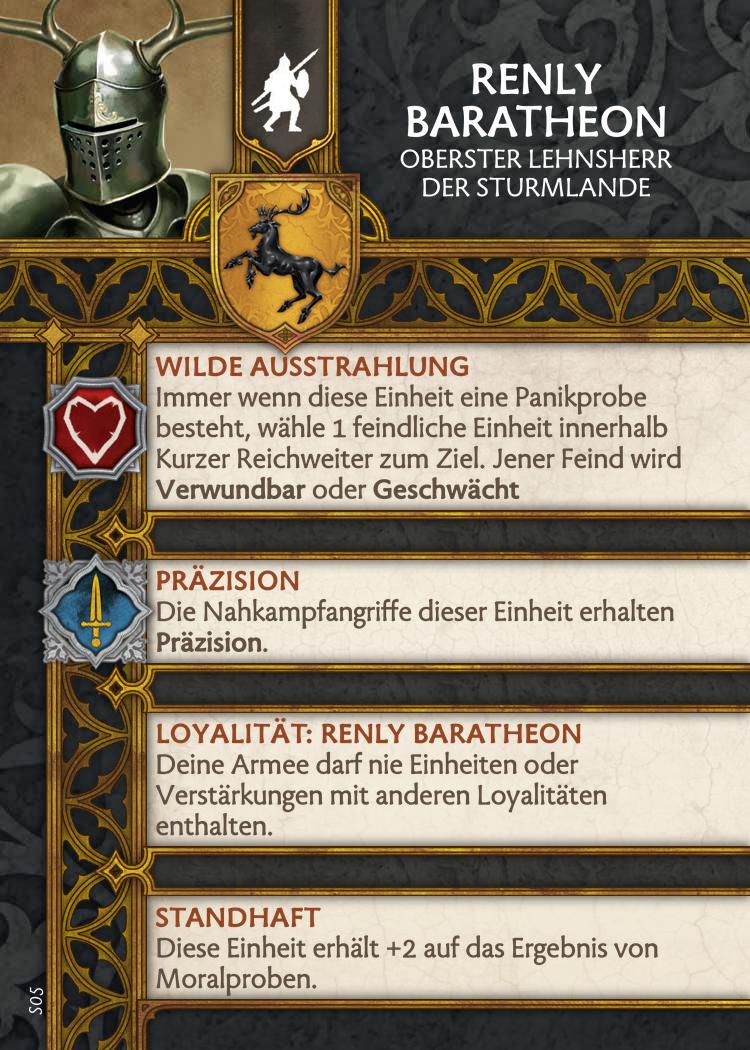 RENLY
BARATHEON
OBERSTER LEHNSHERR
DER STURMLANDE
WILDE AUSSTRAHLUNG
Immer wenn diese Einheit eine Panikprobe
besteht, wähle 1 feindliche Einheit innerhalb
Kurzer Reichweiter zum Ziel. Jener Feind wird
Verwundbar oder Geschwächt
PRÄZISION
Die Nahkampfangriffe dieser Einheit erhalten
Präzision.
LOYALITÄT: RENLY BARATHEON
Deine Armee darf nie Einheiten oder
Verstärkungen mit anderen Loyalitäten
enthalten.
STANDHAFT
Diese Einheit erhält +2 auf das Ergebnis von
Moralproben.
S05